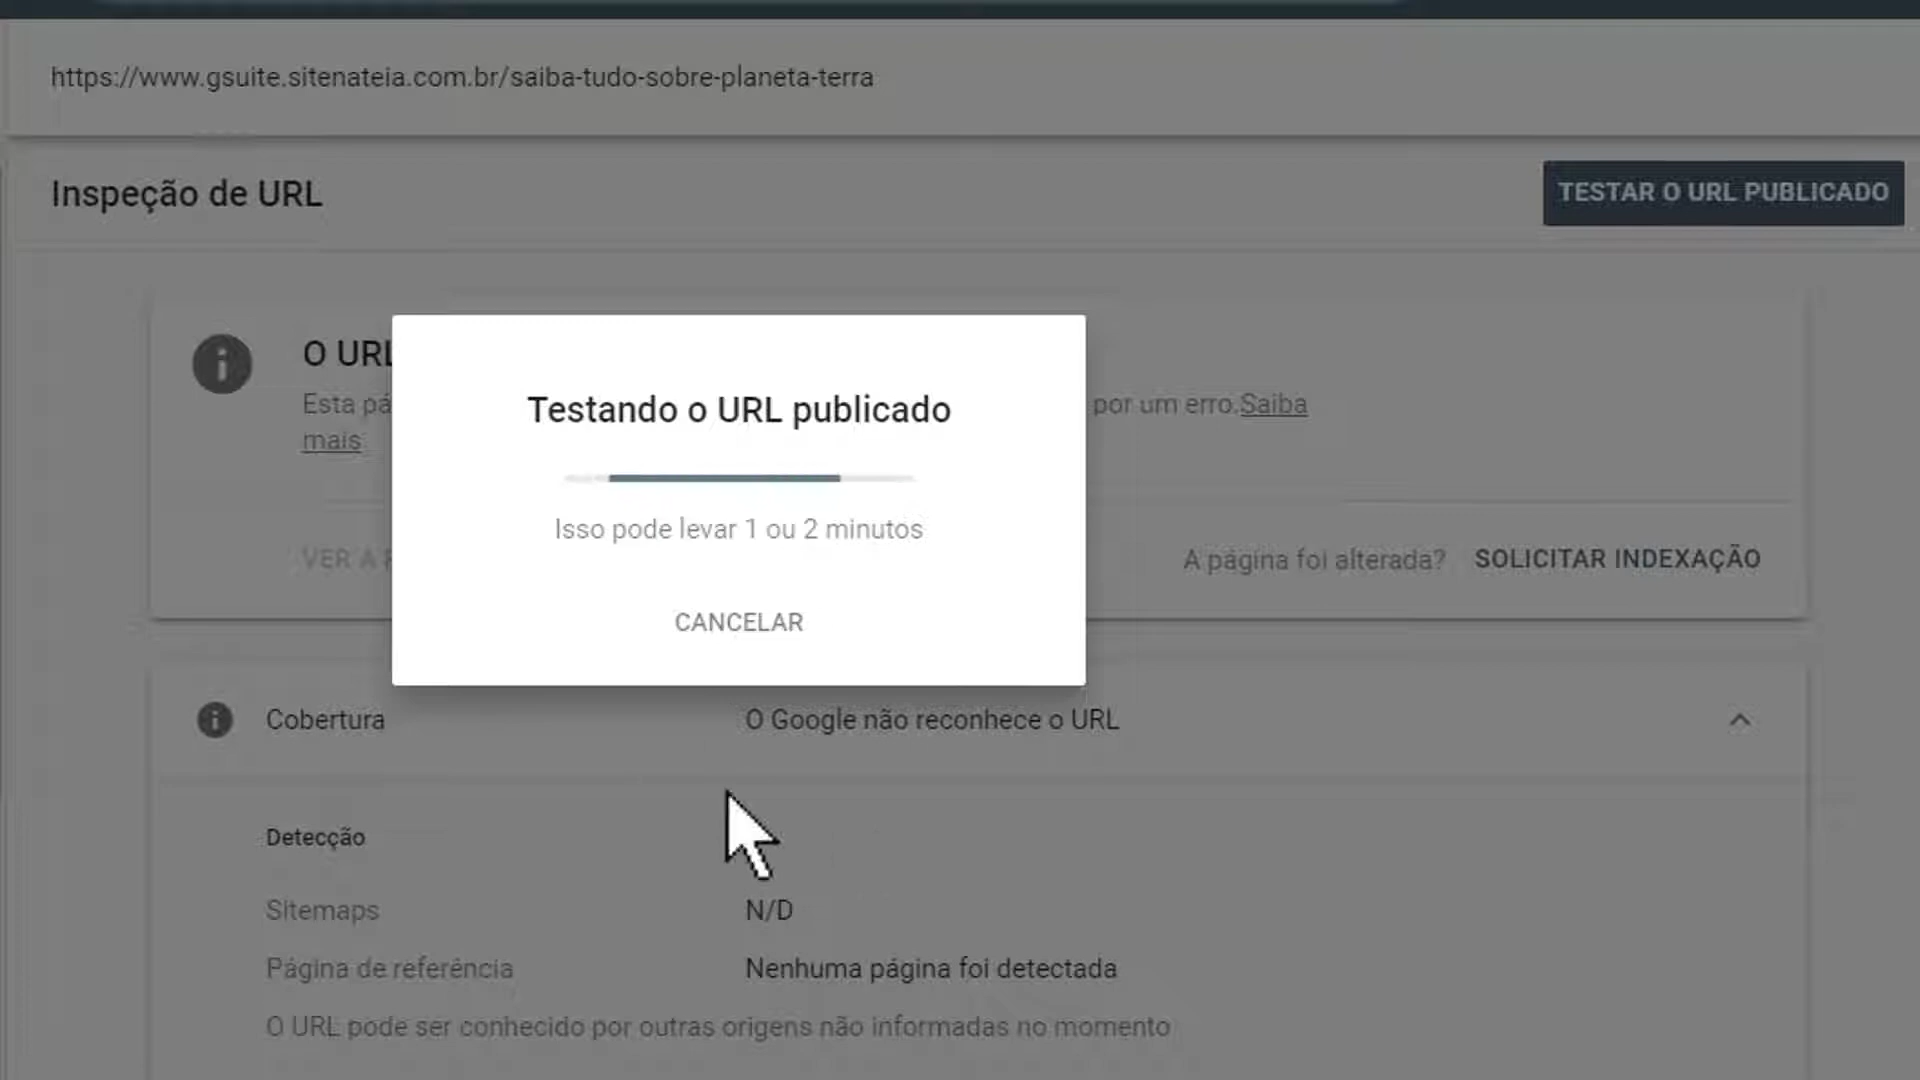 https://www.gsuite.sitenateia.com.br/saiba-tudo-sobre-planeta-terra
Inspeção de URL
TESTAR O URL PUBLICADO
O URL
Esta
por um erro.Saiba
mais
Testando o URL publicado
Isso pode levar 1 ou 2 minutos
CANCELAR
VER A
A página foi alterada? SOLICITAR INDEXAÇÃO
Cobertura
O Google não reconhece o URL
Detecção
Sitemaps
N/D
Página de referência
Nenhuma página foi detectada
O URL pode ser conhecido por outras origens não informadas no momento